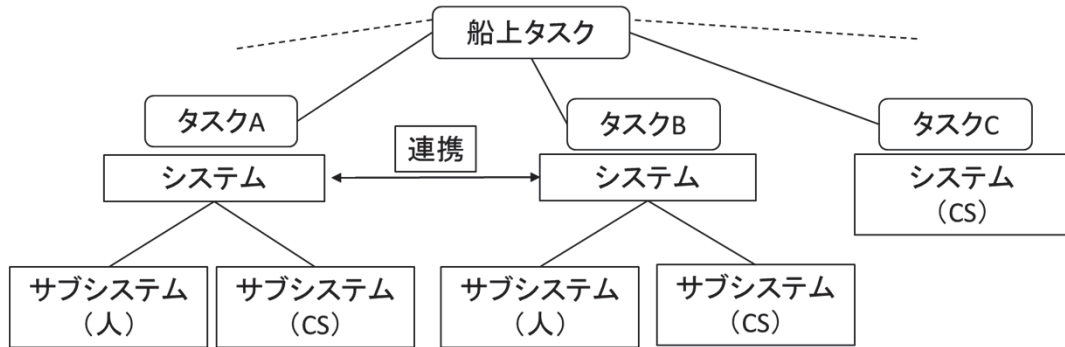 船上タスク
タスクA
タスクB
タスクC
連携
システム
システム
システム
（CS）
サブシステム
（人）
サブシステム
（CS）
サブシステム
（人）
サブシステム
（CS）